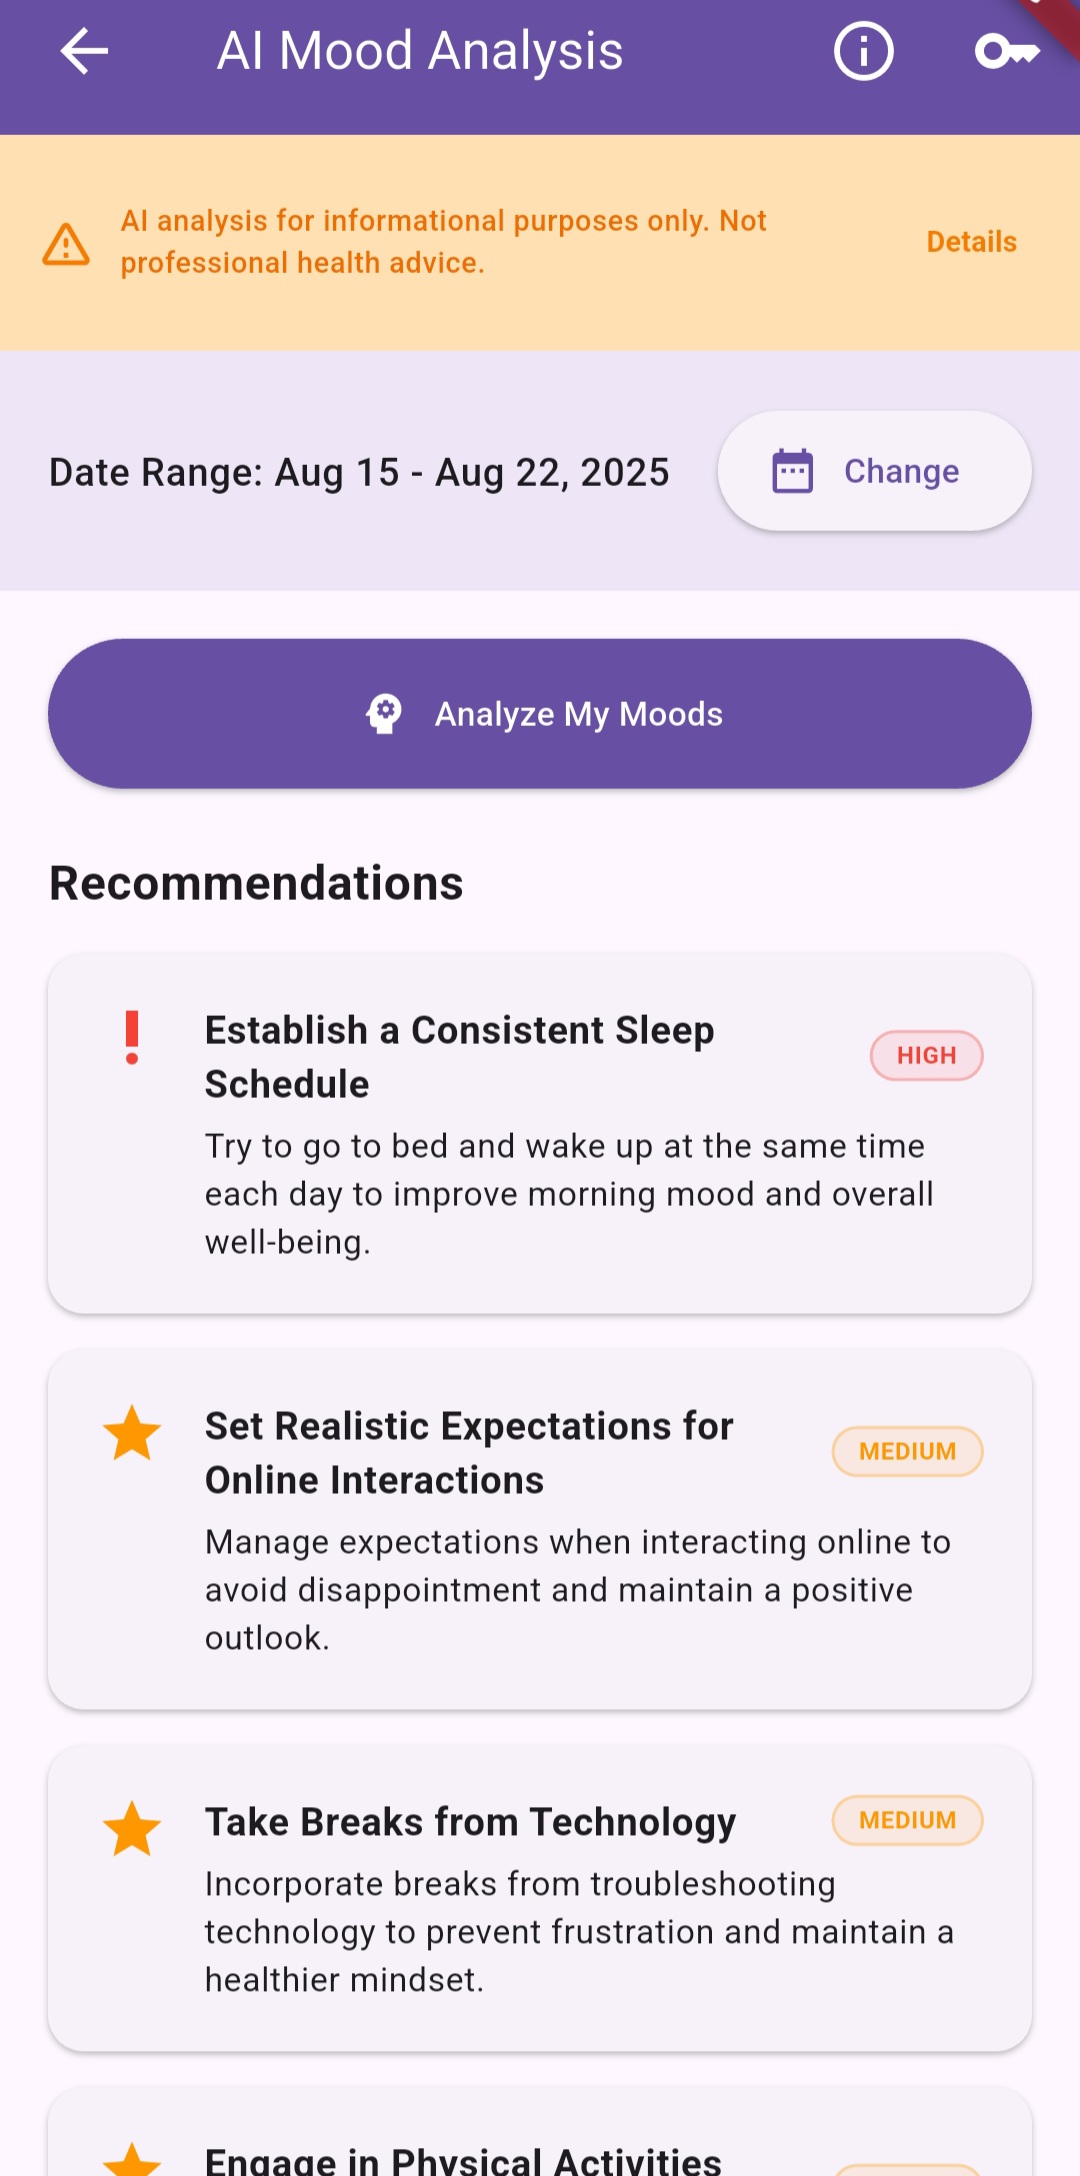 AI Mood Analysis
AI analysis for informational purposes only. Not
professional health advice.
Details
Date Range: Aug 15 - Aug 22, 2025
Change
Analyze My Moods
Recommendations
Establish a Consistent Sleep
Schedule
HIGH
Try to go to bed and wake up at the same time
each day to improve morning mood and overall
well-being.
Set Realistic Expectations for
Online Interactions
MEDIUM
Manage expectations when interacting online to
avoid disappointment and maintain a positive
outlook.
Take Breaks from Technology
MEDIUM
Incorporate breaks from troubleshooting
technology to prevent frustration and maintain a
healthier mindset.
Engage in Physical Activities